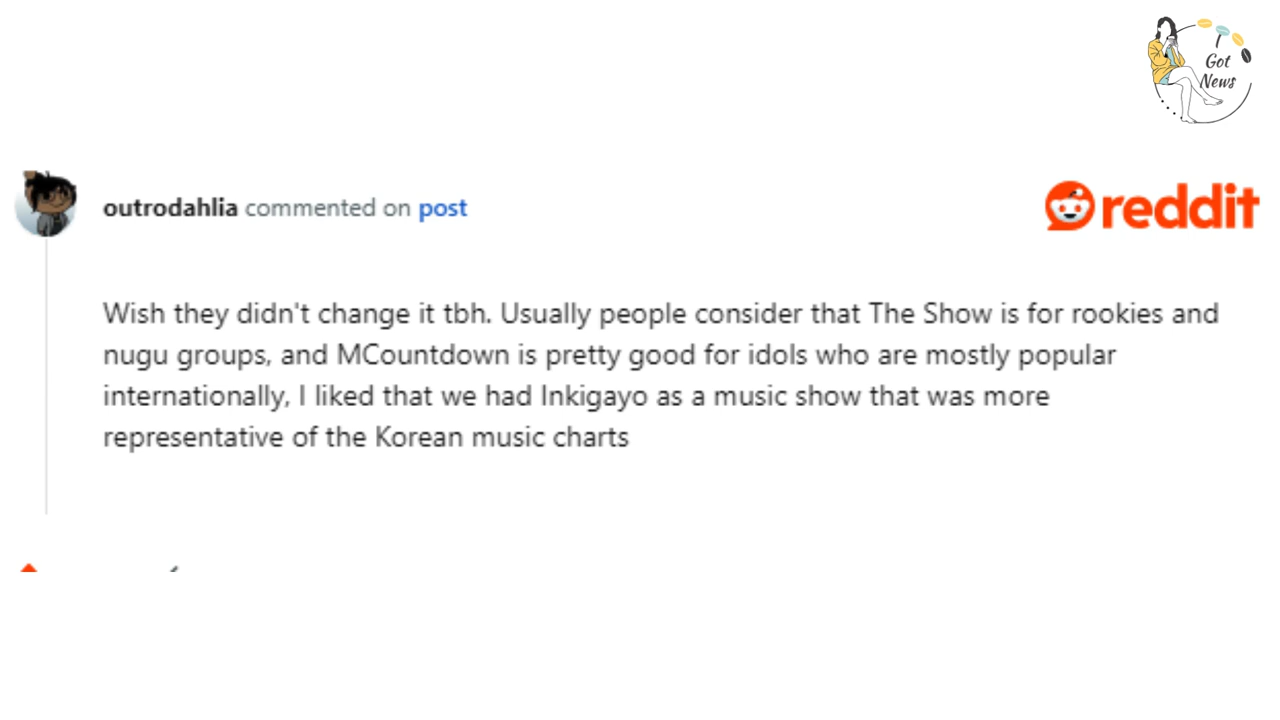 Got
News
outrodahlia commented on post
reddit
Wish they didn't change it tbh. Usually people consider that The Show is for rookies and
nugu groups, and MCountdown is pretty good for idols who are mostly popular
internationally, I liked that we had Inkigayo as a music show that was more
representative of the Korean music charts